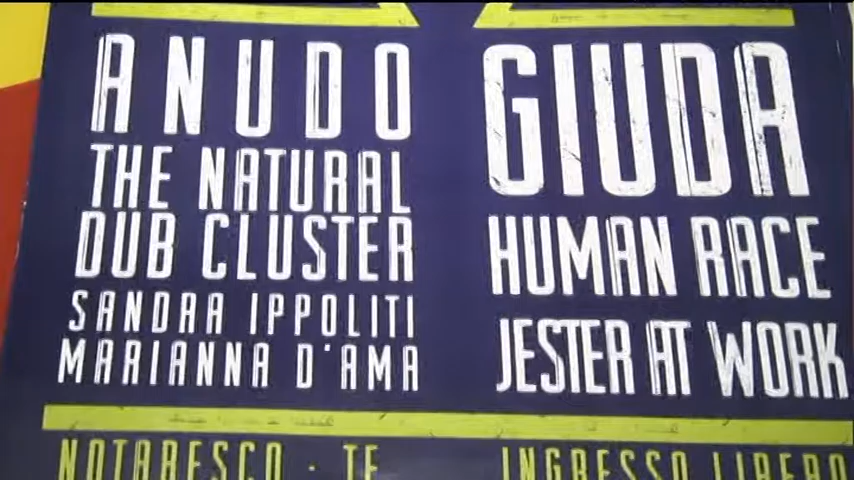 ANUDO
THE NATURAL
DUB CLUSTER
SANDRA IPPOLITI
MARIANNA D'AMA
GIUDA
HUMAN RACE
JESTER AT WORK
NOTARESCO · TE
INGRESSO LIBERO